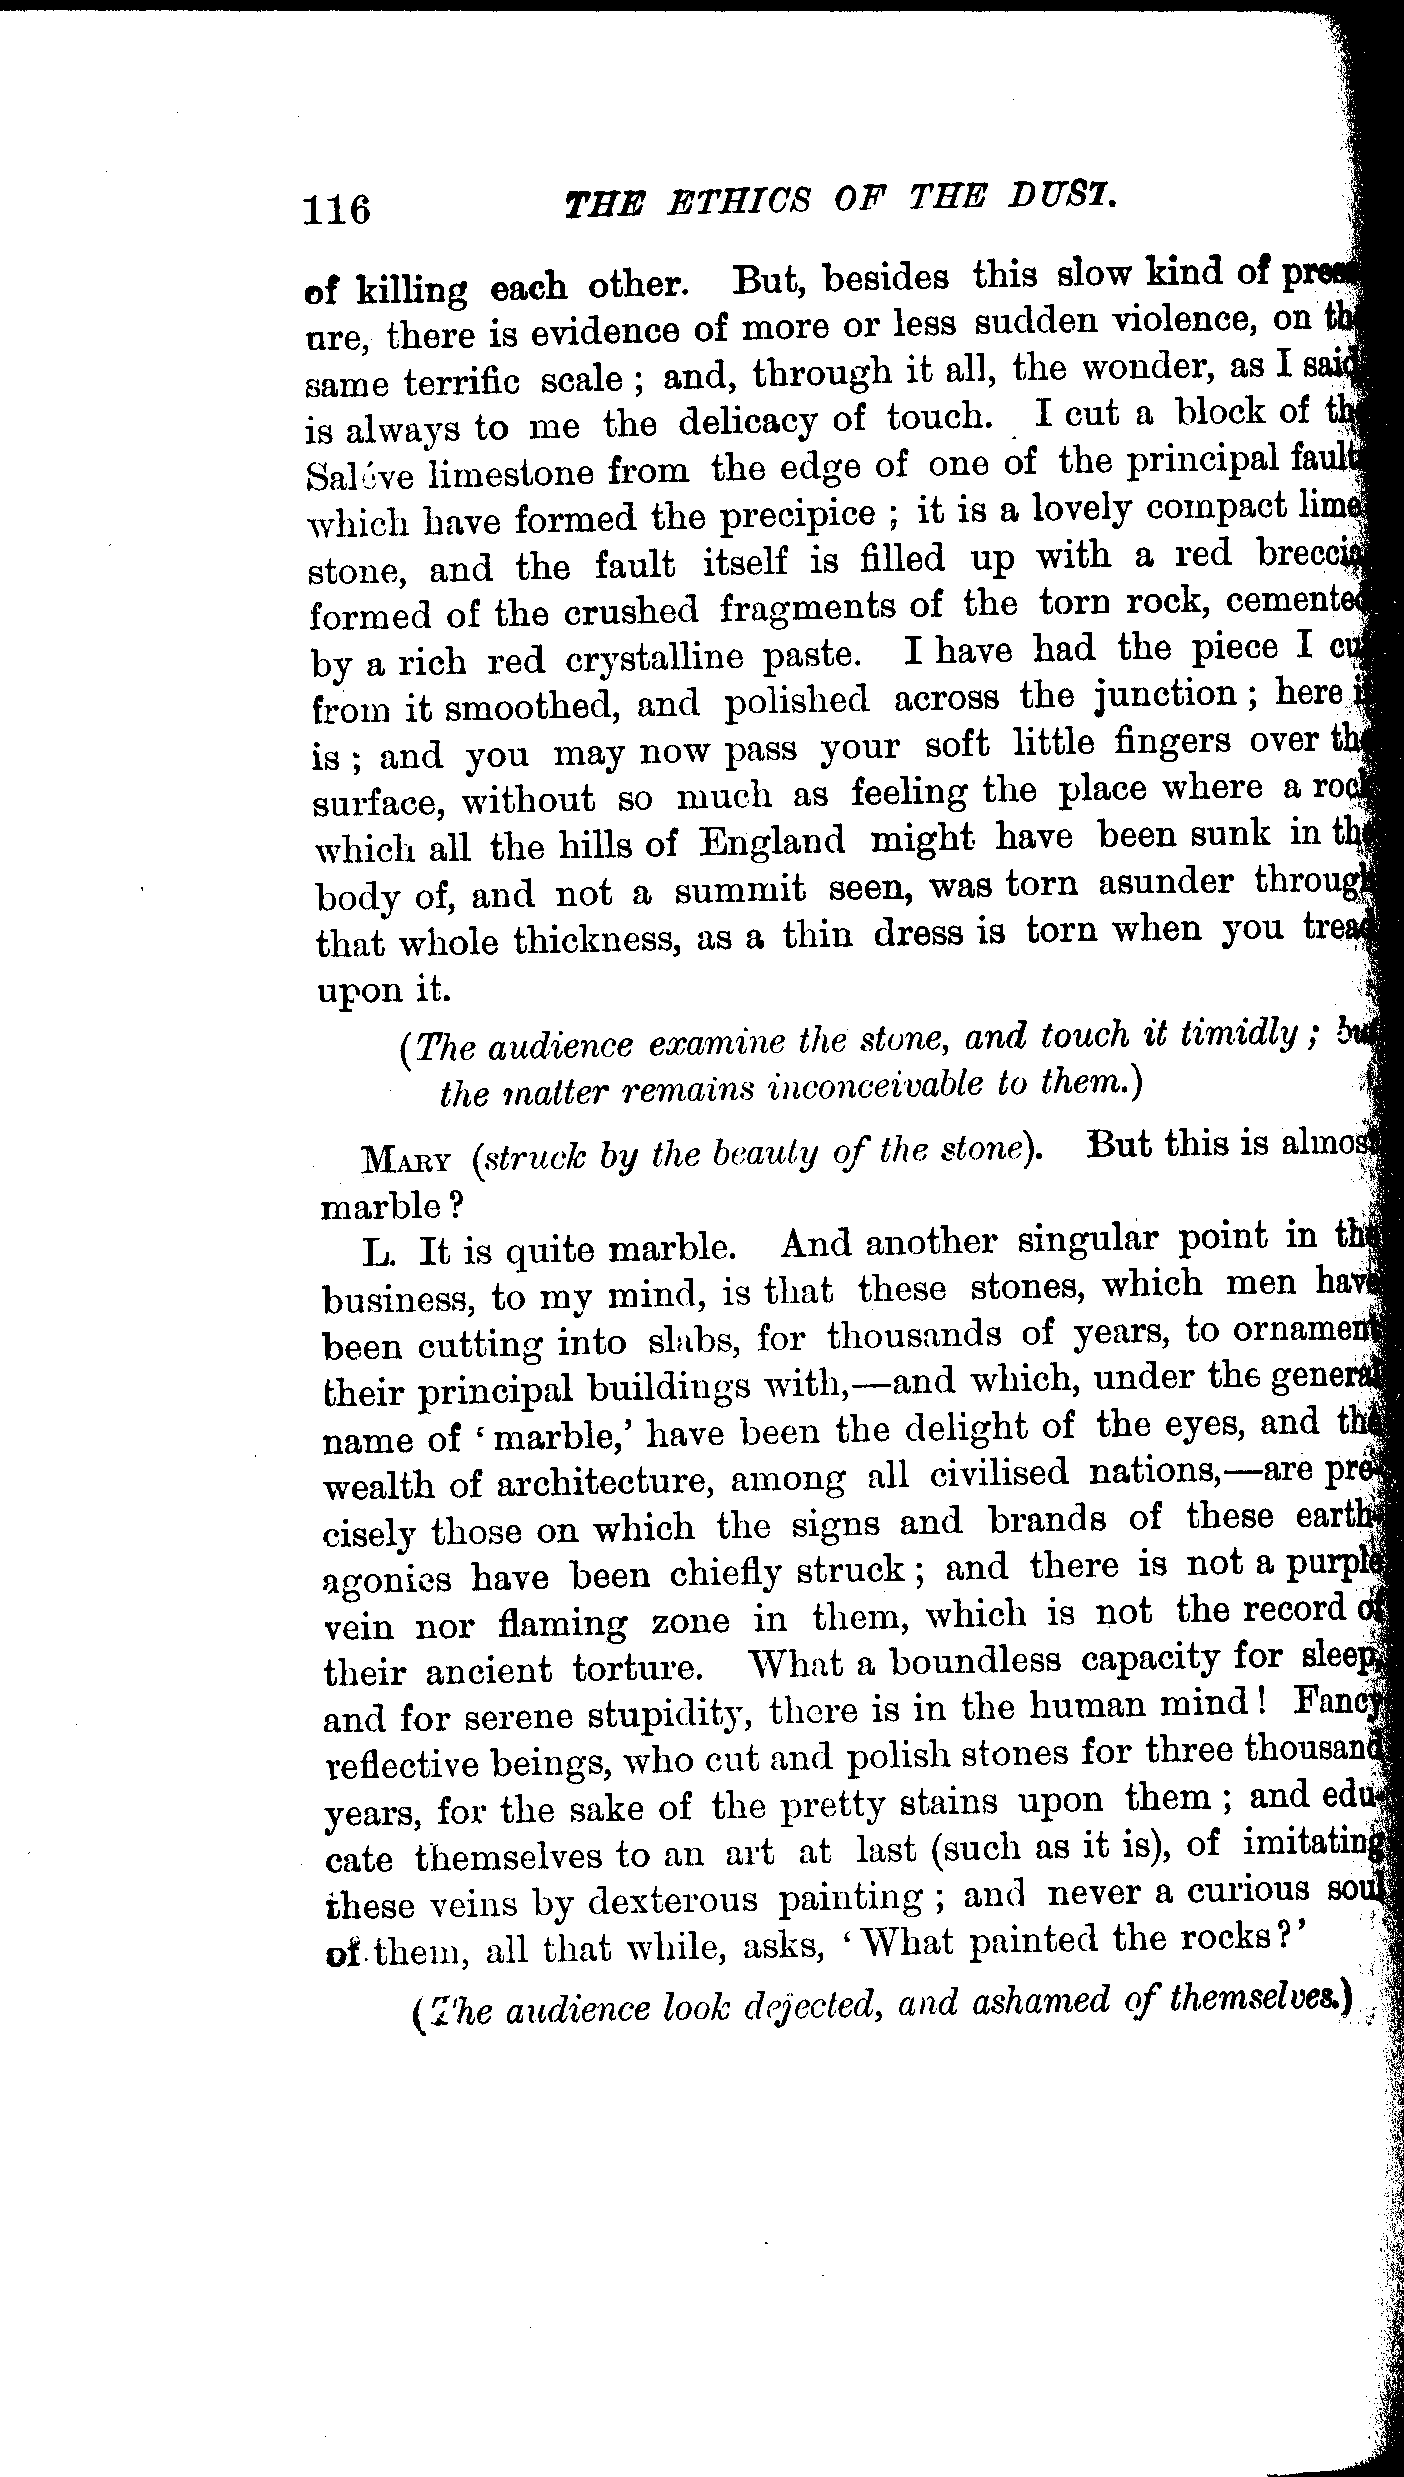 116 THE ETHICS OF THE DUST.
of killing each other. But, besides this slow kind of press-
ure, there is evidence of more or less sudden violence, on the
same terrific scale ; and, through it all, the wonder, as I said,
is always to me the delicacy of touch. I cut a block of the
Saléve limestone from the edge of one of the principal faults
which have formed the precipice ; it is a lovely compact lime-
stone, and the fault itself is filled up with a red breccia
formed of the crushed fragments of the torn rock, cemented
by a rich red crystalline paste. I have had the piece I cut
from it smoothed, and polished across the junction ; here it
is ; and you may now pass your soft little fingers over the
surface, without so much as feeling the place where a rock
which all the hills of England might have been sunk in the
body of, and not a summit seen, was torn asunder through
that whole thickness, as a thin dress is torn when you tread
upon it.
(The audience examine the stone, and touch it timidly ; but
the matter remains inconceivable to them.)
MARY (struck by the beauty of the stone). But this is almost
marble ?
L. It is quite marble. And another singular point in the
business, to my mind, is that these stones, which men have
been cutting into slabs, for thousands of years, to ornament
their principal buildings with,—and which, under the general
name of ‘marble,’ have been the delight of the eyes, and the
wealth of architecture, among all civilised nations,—are pre-
cisely those on which the signs and brands of these earth-
agonies have been chiefly struck ; and there is not a purple
vein nor flaming zone in them, which is not the record of
their ancient torture. What a boundless capacity for sleep,
and for serene stupidity, there is in the human mind ! Fancy
reflective beings, who cut and polish stones for three thousand
years, for the sake of the pretty stains upon them ; and edu-
cate themselves to an art at last (such as it is), of imitating
these veins by dexterous painting ; and never a curious soul
of them, all that while, asks, ‘What painted the rocks?’
(The audience look dejected, and ashamed of themselves.)